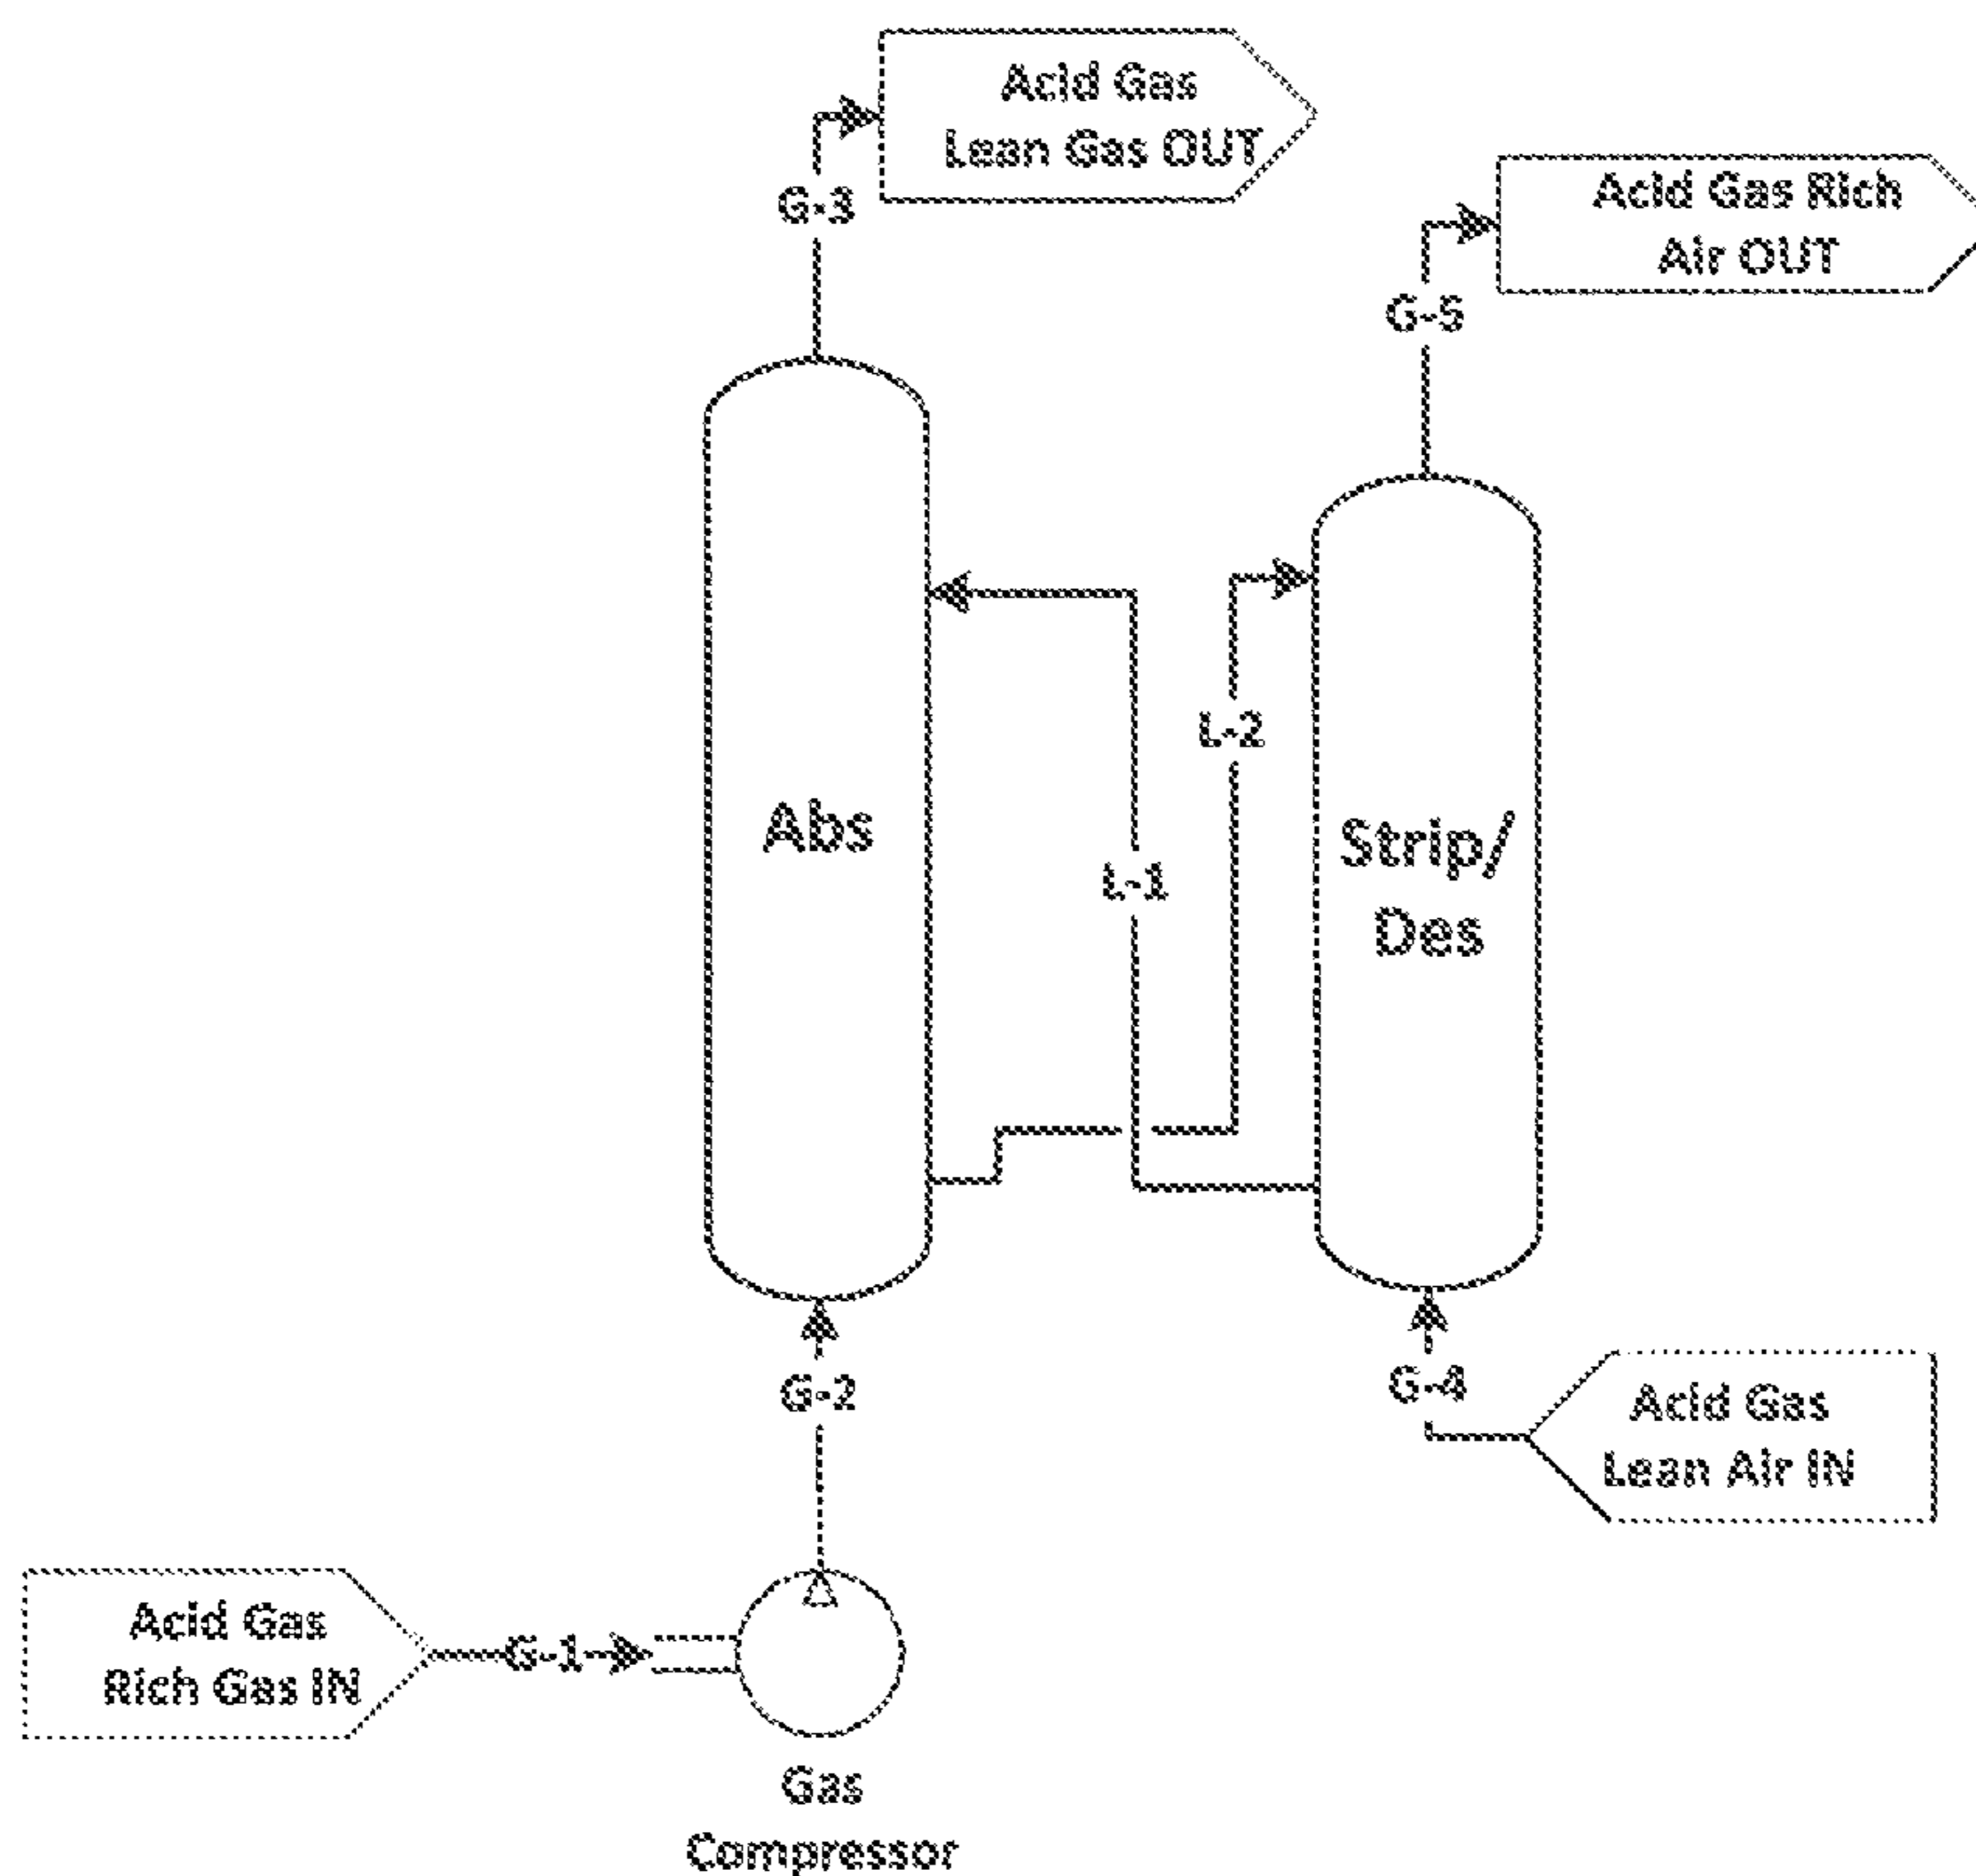 Acid Gas
Lean Gas OUT
G-3
Acid Gas Rich
Air OUT
G-5
L-2
Abs
Strip/
Des
L-1
G-2
G-4
Acid Gas
Lean Air IN
Acid Gas
Rich Gas IN
G-1
Gas
Compressor